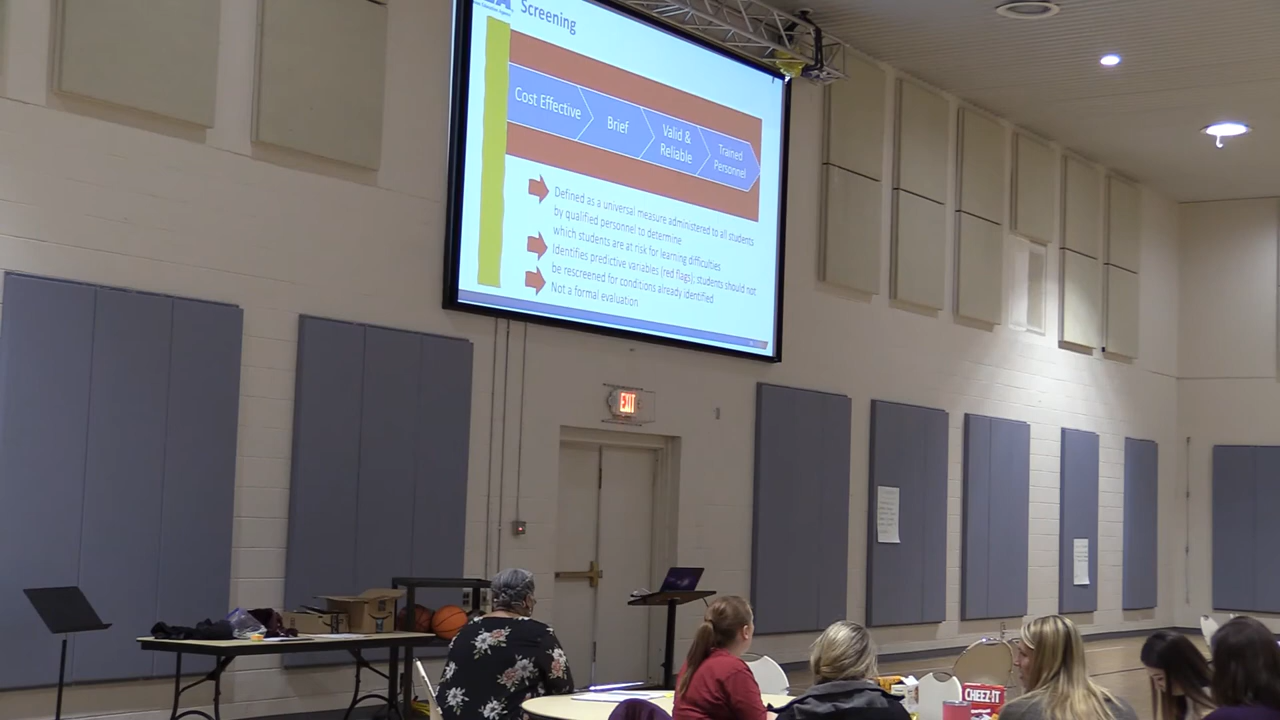 Screening
Cost Effective
Brief
Valid &
Reliable
Trained
Personnel
Defined as a universal measure administered to all students
by qualified personnel to determine
which students are at risk for learning difficulties
Identifies predictive variables (red flags); students should not
be rescreened for conditions already identified
Not a formal evaluation
EXIT
CHEEZ-IT